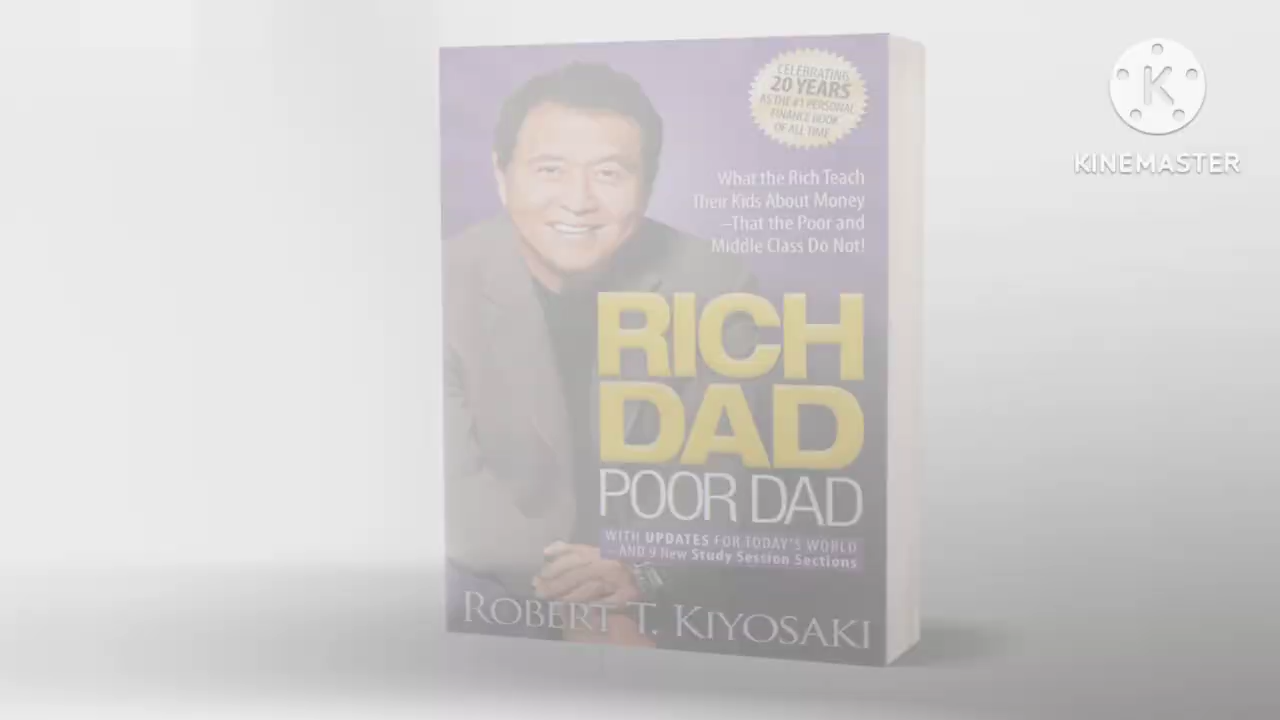 CELEBRATING
20 YEARS
AS THE #1 PERSONAL
FINANCE BOOK
OF ALL TIME
What the Rich Teach
Their Kids About Money
–That the Poor and
Middle Class Do Not!
RICH
DAD
POOR DAD
WITH UPDATES FOR TODAY'S WORLD
–AND 9 New Study Session Sections
ROBERT T. KIYOSAKI
K
KINEMASTER